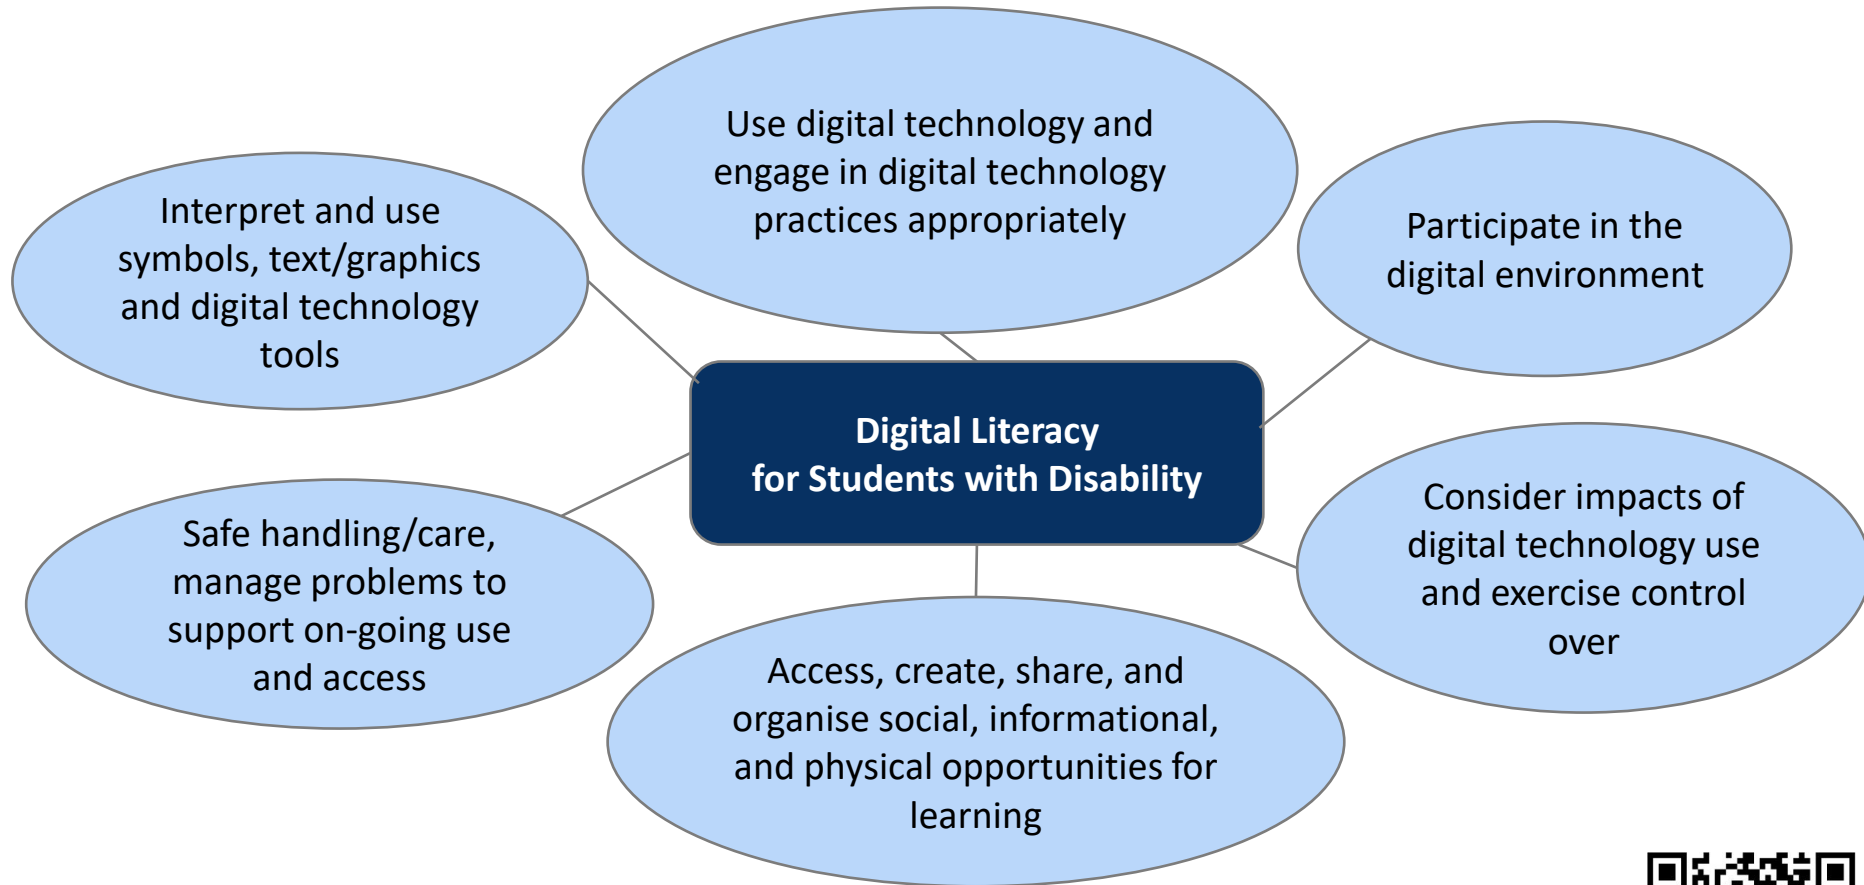 Use digital technology and
engage in digital technology
practices appropriately
Interpret and use
symbols, text/graphics
and digital technology
tools
Participate in the
digital environment
Digital Literacy
for Students with Disability
Safe handling/care,
manage problems to
support on-going use
and access
Consider impacts of
digital technology use
and exercise control
over
Access, create, share, and
organise social, informational,
and physical opportunities for
learning